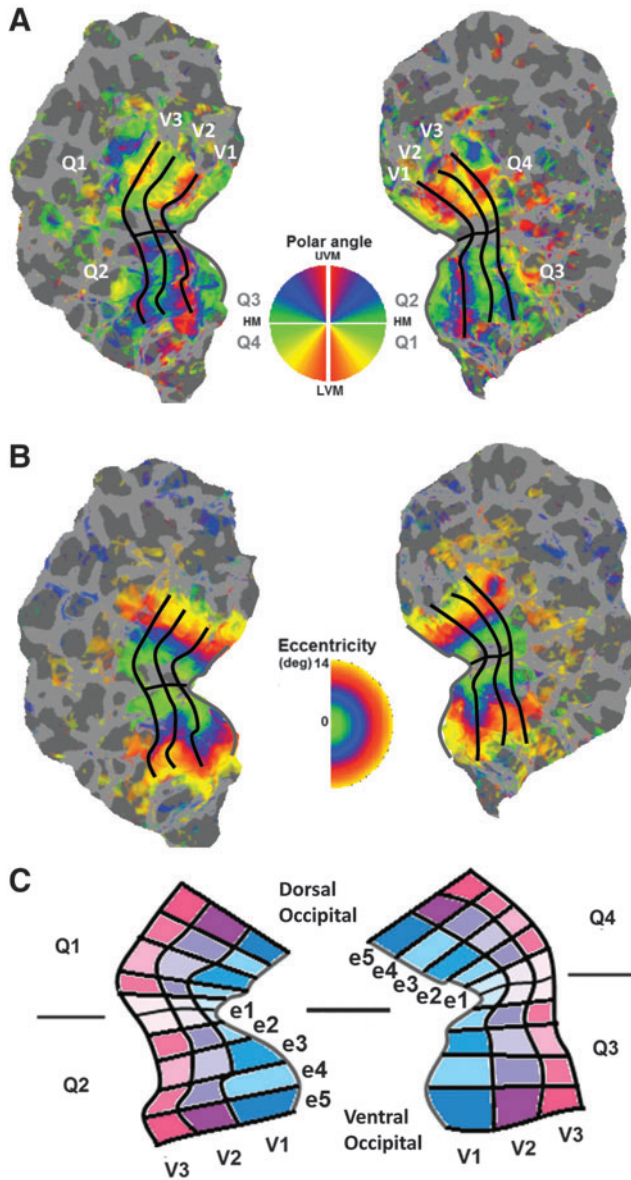 A
V3
V2
V1
Q1
Q2
V3
V2
V1
Q4
Q3
Polar angle
UVM
Q3
Q2
HM
HM
Q4
Q1
LVM
B
Eccentricity
(deg) 14
0
C
Dorsal
Occipital
Q1
Q4
e5
e4
e3
e2
e1
e1
e2
e3
e4
e5
Q2
Q3
Ventral
Occipital
V3
V2
V1
V1
V2
V3